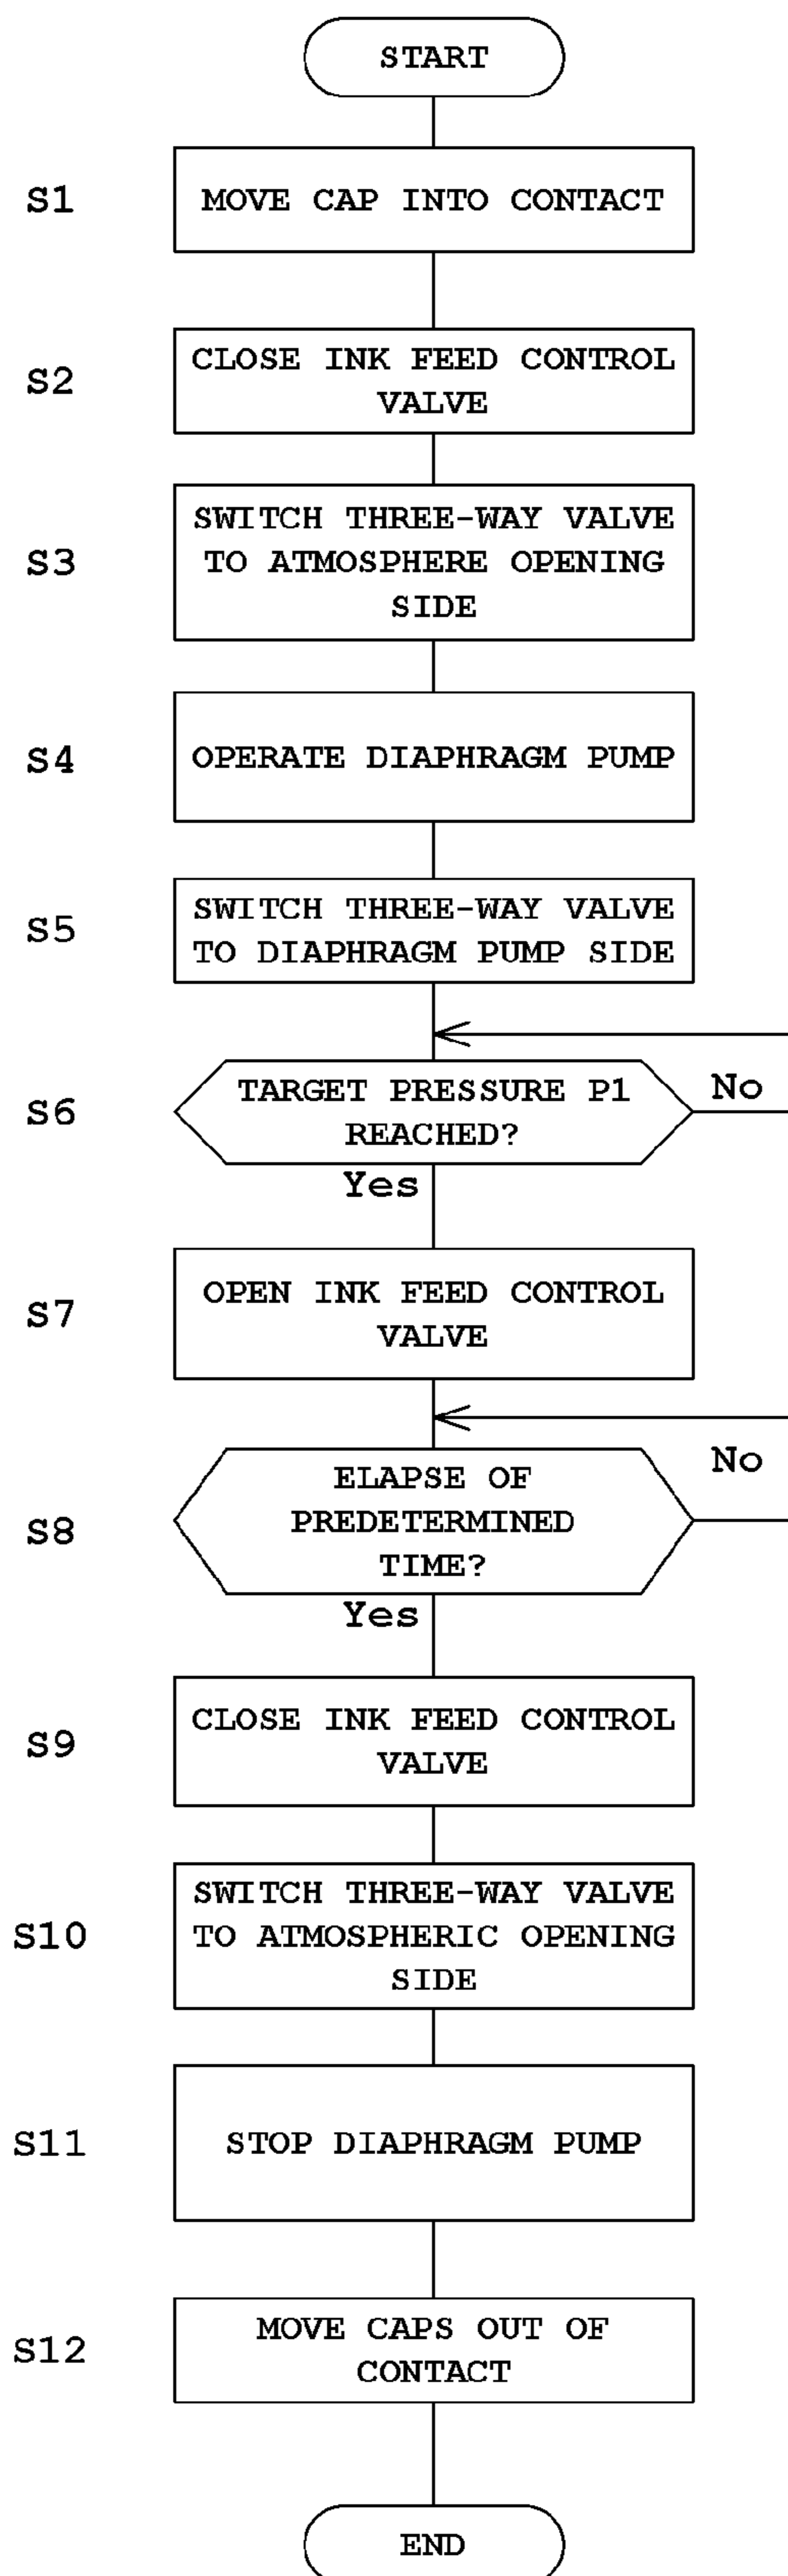 START
S1
MOVE CAP INTO CONTACT
S2
CLOSE INK FEED CONTROL
VALVE
S3
SWITCH THREE-WAY VALVE
TO ATMOSPHERE OPENING
SIDE
S4
OPERATE DIAPHRAGM PUMP
S5
SWITCH THREE-WAY VALVE
TO DIAPHRAGM PUMP SIDE
S6
TARGET PRESSURE P1
REACHED?
No
Yes
S7
OPEN INK FEED CONTROL
VALVE
S8
ELAPSE OF
PREDETERMINED
TIME?
No
Yes
S9
CLOSE INK FEED CONTROL
VALVE
S10
SWITCH THREE-WAY VALVE
TO ATMOSPHERIC OPENING
SIDE
S11
STOP DIAPHRAGM PUMP
S12
MOVE CAPS OUT OF
CONTACT
END